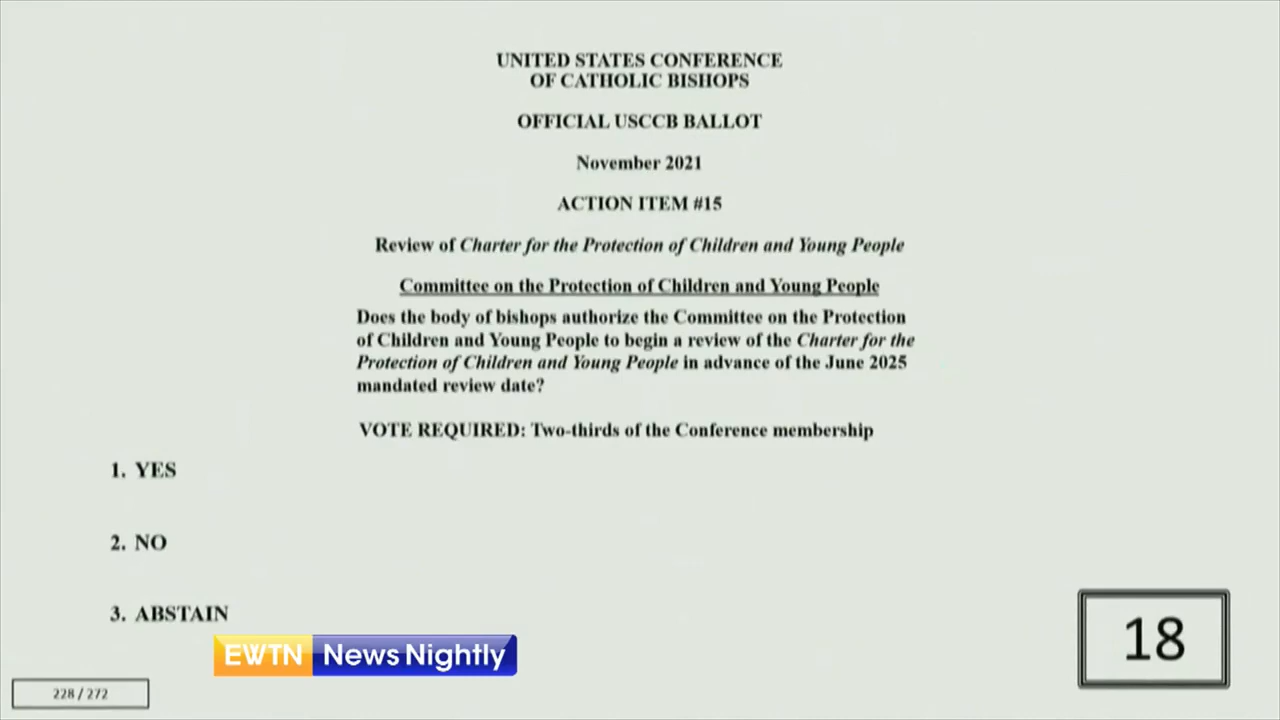 UNITED STATES CONFERENCE
OF CATHOLIC BISHOPS
OFFICIAL USCCB BALLOT
November 2021
ACTION ITEM #15
Review of Charter for the Protection of Children and Young People
Committee on the Protection of Children and Young People
Does the body of bishops authorize the Committee on the Protection
of Children and Young People to begin a review of the Charter for the
Protection of Children and Young People in advance of the June 2025
mandated review date?
VOTE REQUIRED: Two-thirds of the Conference membership
1. YES
2. NO
3. ABSTAIN
18
EWTN News Nightly
228 / 272